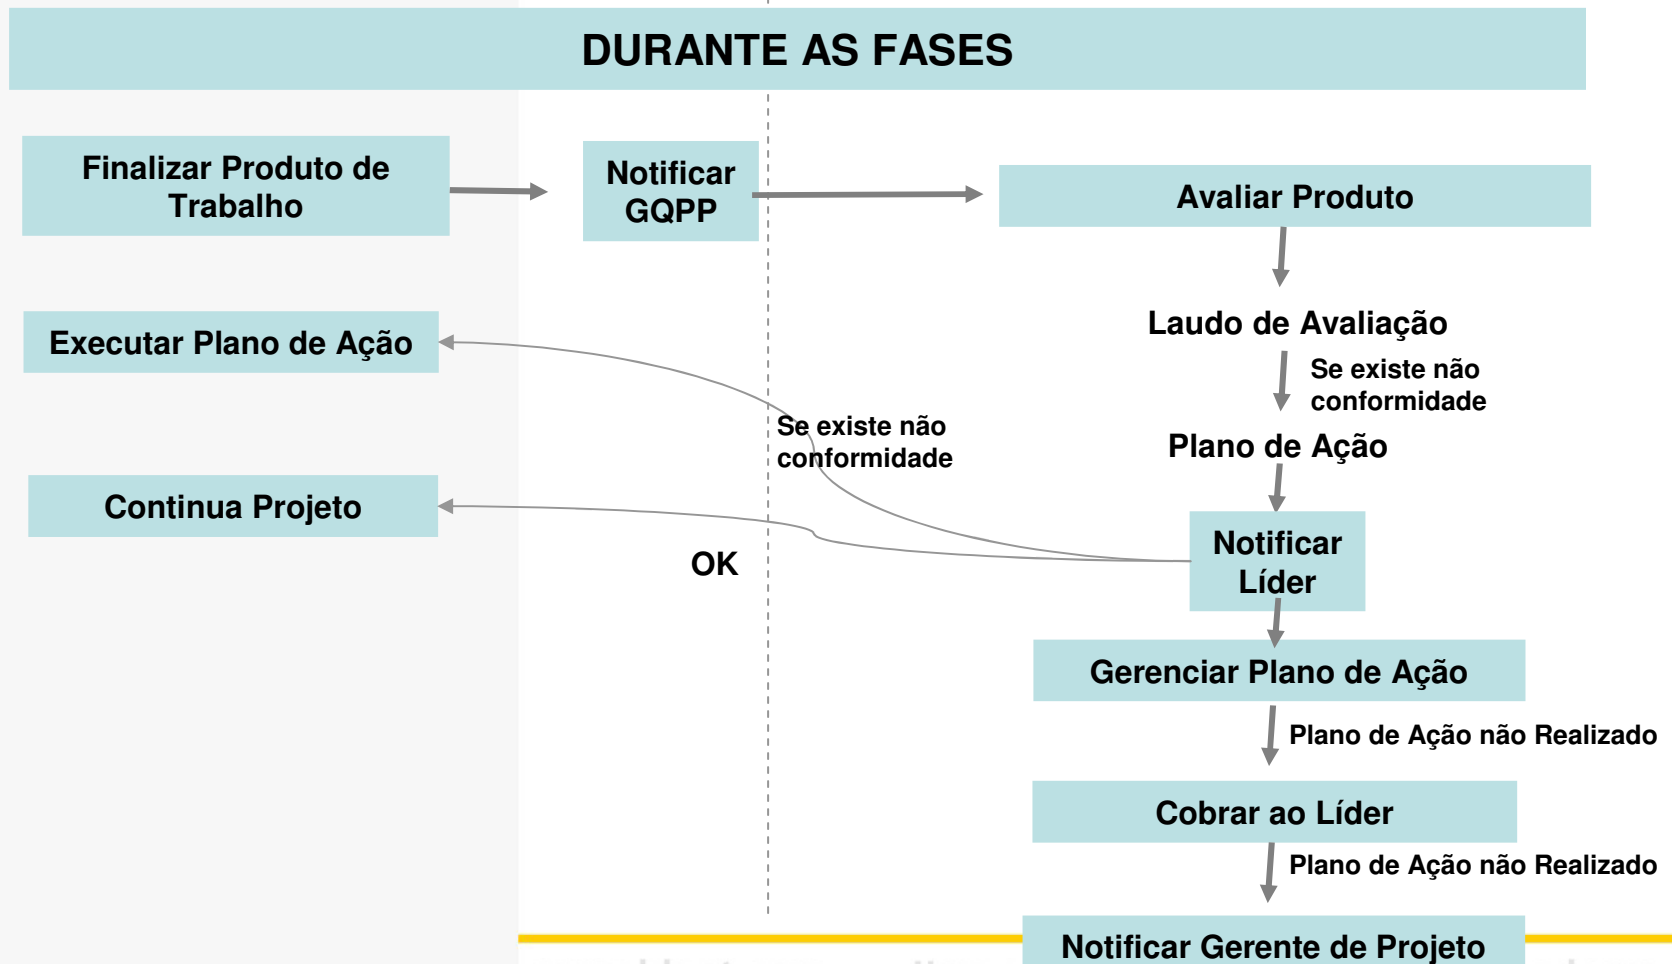 DURANTE AS FASES
Finalizar Produto de
Trabalho
Notificar
GQPP
Avaliar Produto
Laudo de Avaliação
Se existe não
conformidade
Executar Plano de Ação
Se existe não
conformidade
Plano de Ação
Continua Projeto
OK
Notificar
Líder
Gerenciar Plano de Ação
Plano de Ação não Realizado
Cobrar ao Líder
Plano de Ação não Realizado
Notificar Gerente de Projeto